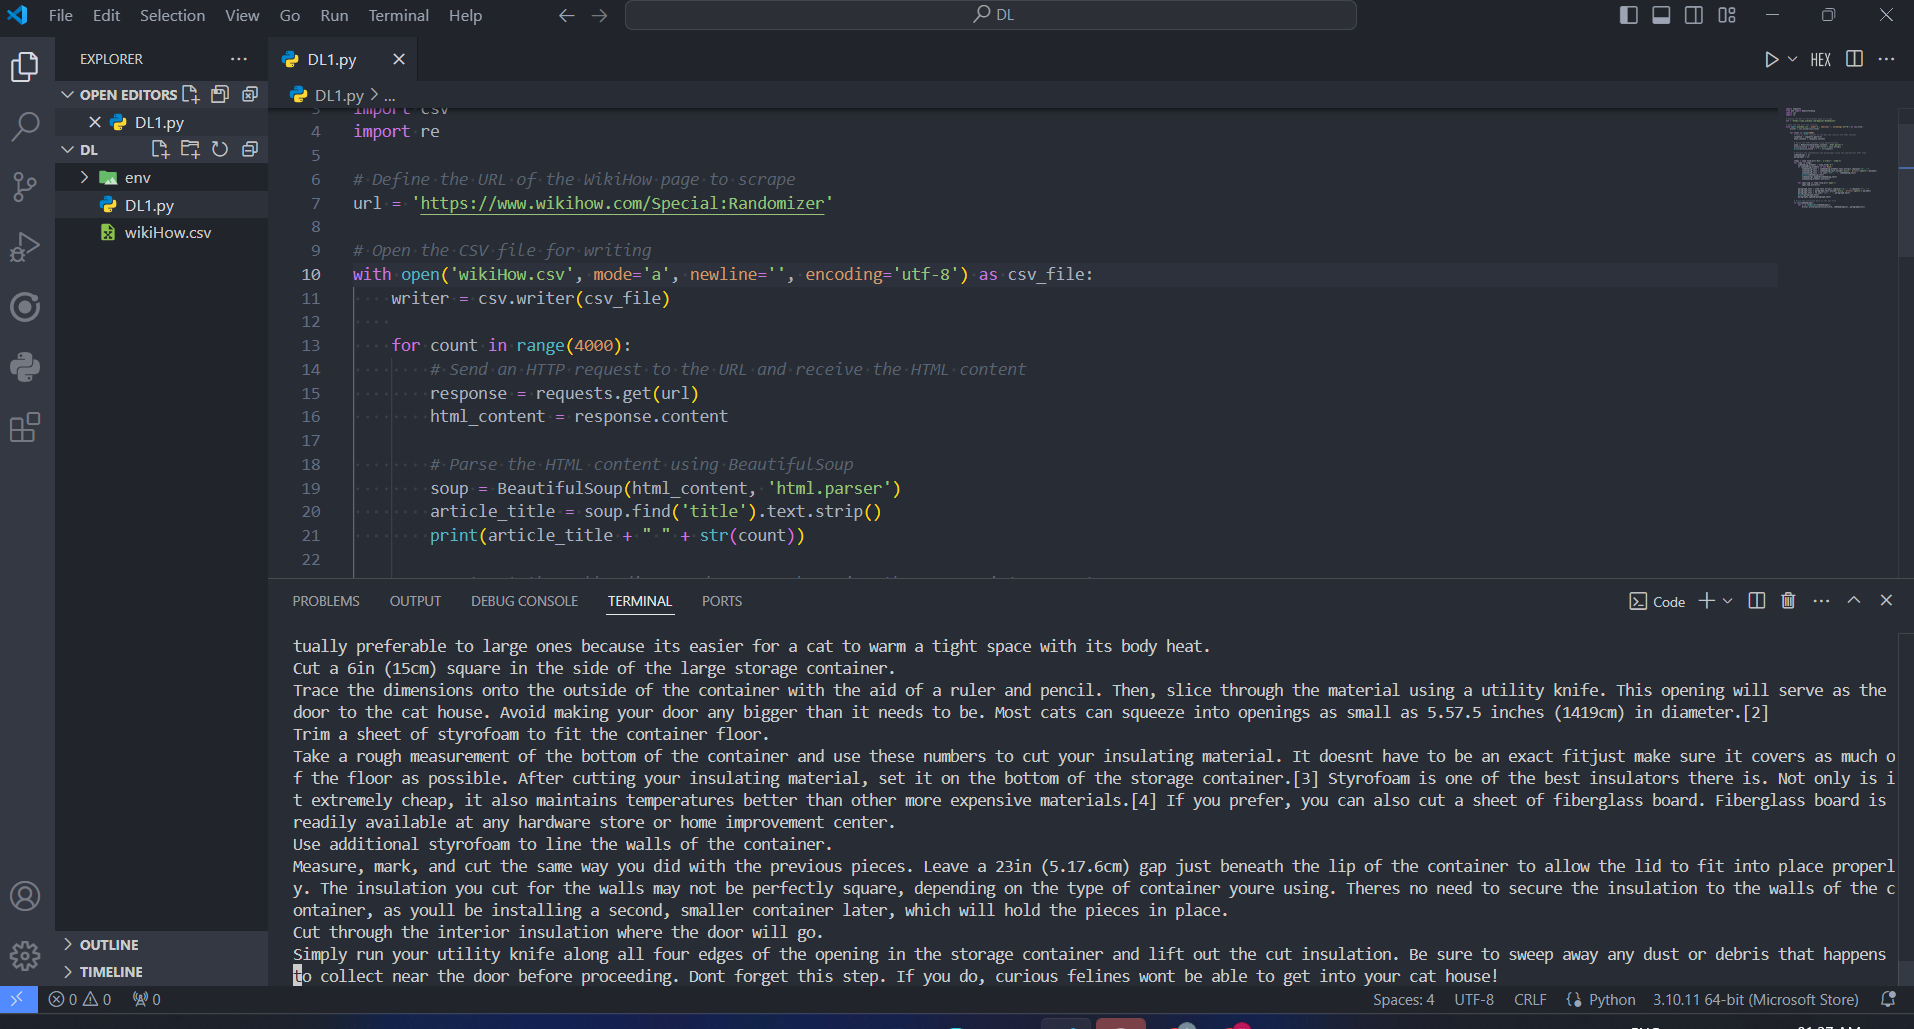 File Edit Selection View Go Run Terminal Help
DL
EXPLORER
DL1.py
HEX
OPEN EDITORS
DL1.py
DL
env
DL1.py
wikiHow.csv
DL1.py > ...
3 import csv
4 import re
5
6 # Define the URL of the WikiHow page to scrape
7 url = 'https://www.wikihow.com/Special:Randomizer'
8
9 # Open the CSV file for writing
10 with open('wikiHow.csv', mode='a', newline='', encoding='utf-8') as csv_file:
11 writer = csv.writer(csv_file)
12
13 for count in range(4000):
14 # Send an HTTP request to the URL and receive the HTML content
15 response = requests.get(url)
16 html_content = response.content
17
18 # Parse the HTML content using BeautifulSoup
19 soup = BeautifulSoup(html_content, 'html.parser')
20 article_title = soup.find('title').text.strip()
21 print(article_title + " " + str(count))
22
PROBLEMS OUTPUT DEBUG CONSOLE TERMINAL PORTS
Code
tually preferable to large ones because its easier for a cat to warm a tight space with its body heat.
Cut a 6in (15cm) square in the side of the large storage container.
Trace the dimensions onto the outside of the container with the aid of a ruler and pencil. Then, slice through the material using a utility knife. This opening will serve as the
door to the cat house. Avoid making your door any bigger than it needs to be. Most cats can squeeze into openings as small as 5.57.5 inches (1419cm) in diameter.[2]
Trim a sheet of styrofoam to fit the container floor.
Take a rough measurement of the bottom of the container and use these numbers to cut your insulating material. It doesnt have to be an exact fitjust make sure it covers as much o
f the floor as possible. After cutting your insulating material, set it on the bottom of the storage container.[3] Styrofoam is one of the best insulators there is. Not only is i
t extremely cheap, it also maintains temperatures better than other more expensive materials.[4] If you prefer, you can also cut a sheet of fiberglass board. Fiberglass board is
readily available at any hardware store or home improvement center.
Use additional styrofoam to line the walls of the container.
Measure, mark, and cut the same way you did with the previous pieces. Leave a 23in (5.17.6cm) gap just beneath the lip of the container to allow the lid to fit into place properl
y. The insulation you cut for the walls may not be perfectly square, depending on the type of container youre using. Theres no need to secure the insulation to the walls of the c
ontainer, as youll be installing a second, smaller container later, which will hold the pieces in place.
Cut through the interior insulation where the door will go.
Simply run your utility knife along all four edges of the opening in the storage container and lift out the cut insulation. Be sure to sweep away any dust or debris that happens
to collect near the door before proceeding. Dont forget this step. If you do, curious felines wont be able to get into your cat house!
OUTLINE
TIMELINE
0 0 0
Spaces: 4 UTF-8 CRLF Python 3.10.11 64-bit (Microsoft Store)